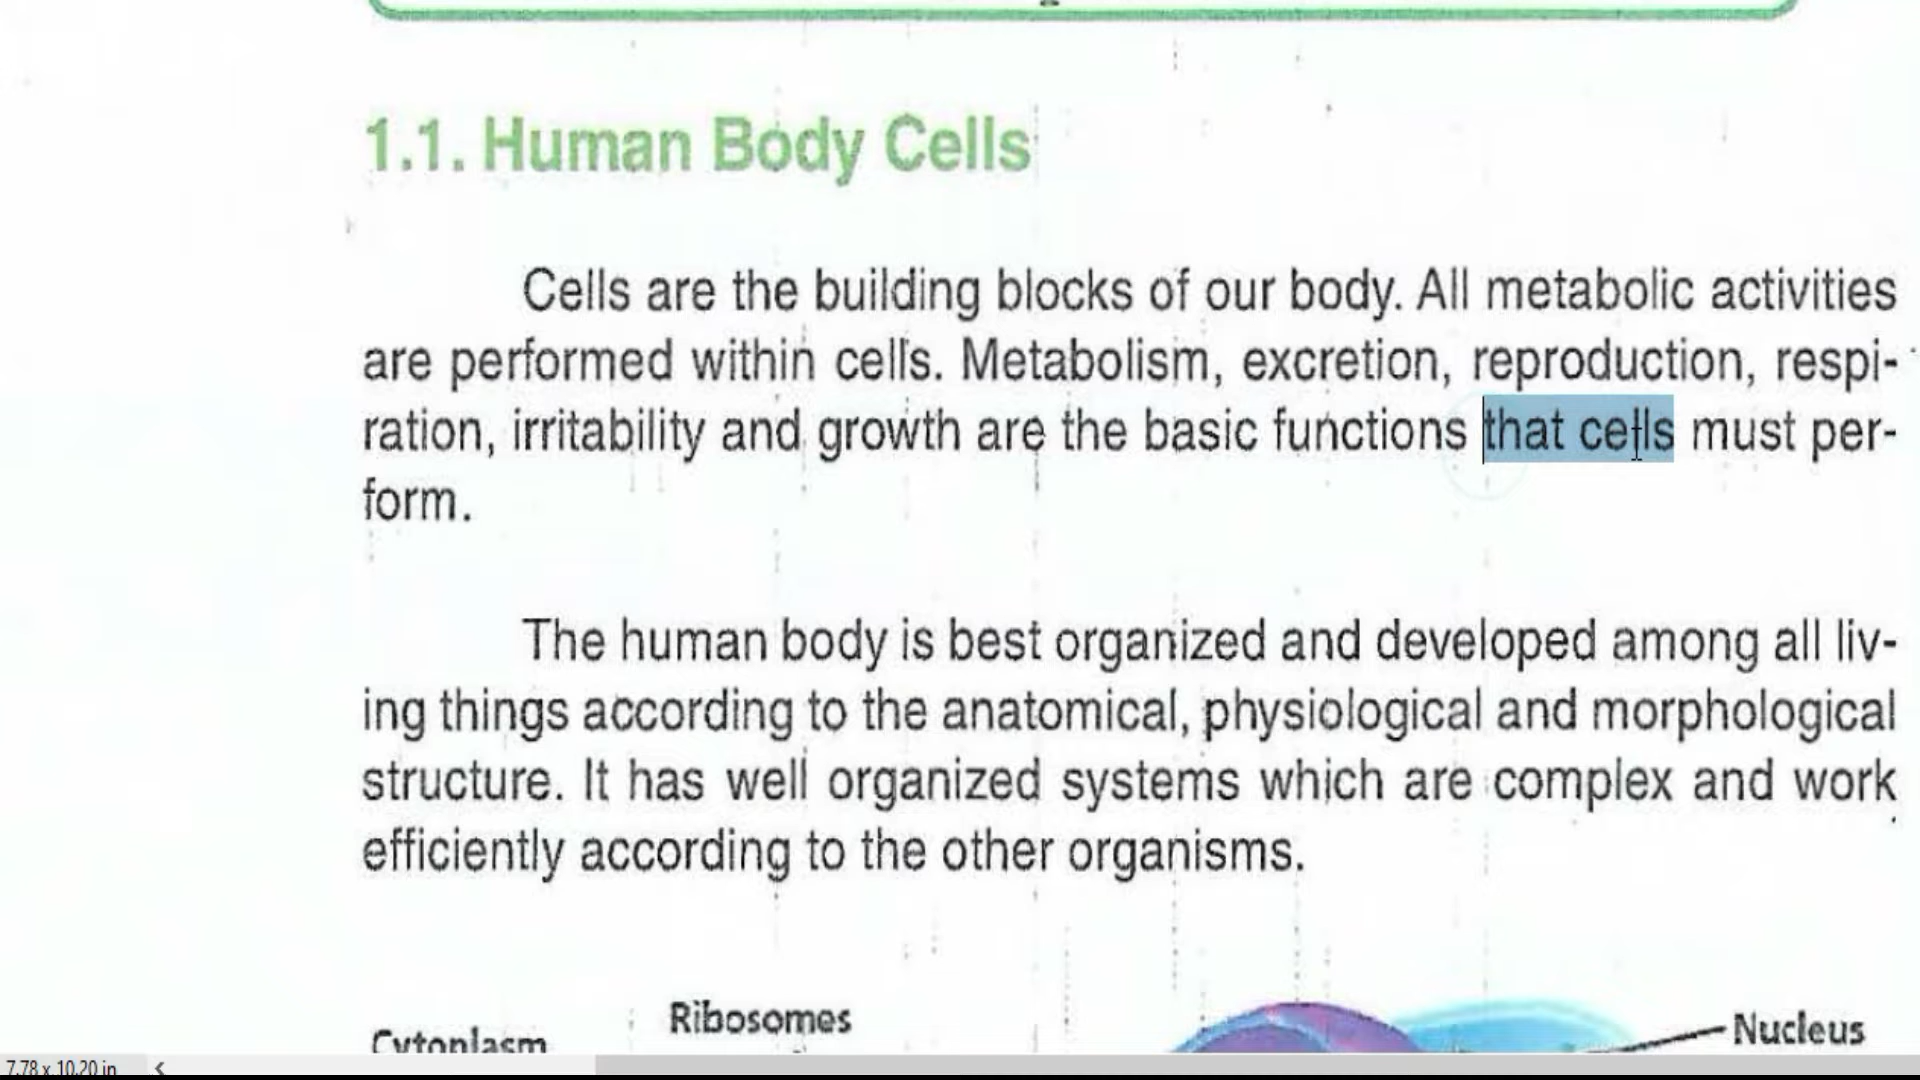 1.1. Human Body Cells
Cells are the building blocks of our body. All metabolic activities
are performed within cells. Metabolism, excretion, reproduction, respi-
ration, irritability and growth are the basic functions that cells must per-
form.
The human body is best organized and developed among all liv-
ing things according to the anatomical, physiological and morphological
structure. It has well organized systems which are complex and work
efficiently according to the other organisms.
Ribosomes
Cytoplasm
Nucleus
7.78 x 10.20 in